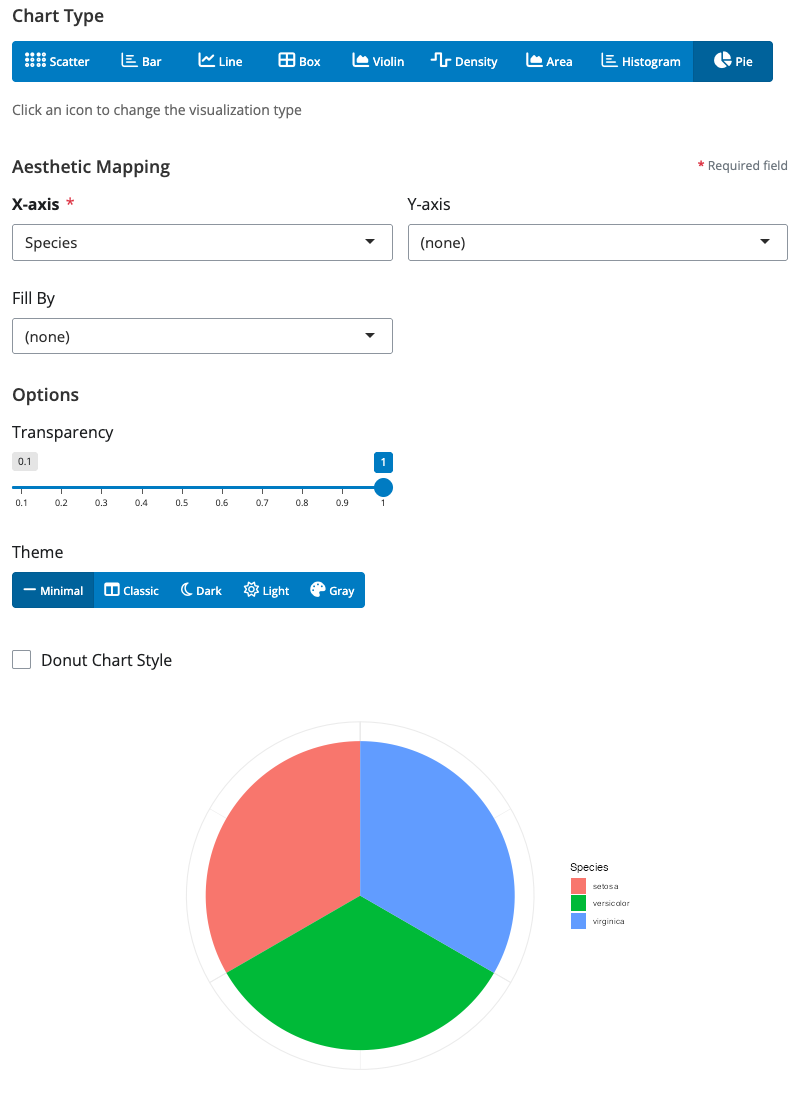 Chart Type
Scatter Bar Line Box Violin Density Area Histogram Pie
Click an icon to change the visualization type
Aesthetic Mapping * Required field
X-axis * Y-axis
Species (none)
Fill By
(none)
Options
Transparency
0.1 1
0.1 0.2 0.3 0.4 0.5 0.6 0.7 0.8 0.9 1
Theme
Minimal Classic Dark Light Gray
Donut Chart Style
Species
setosa
versicolor
virginica